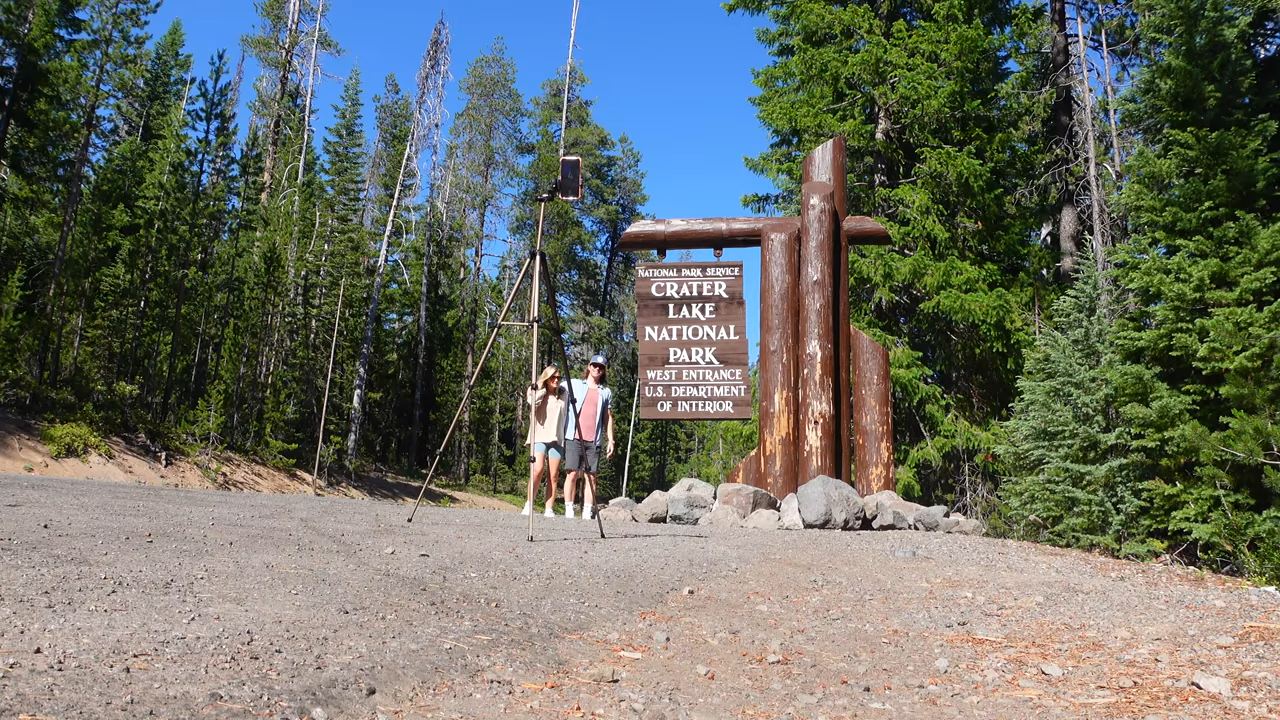 NATIONAL PARK SERVICE
CRATER
LAKE
NATIONAL
PARK
WEST ENTRANCE
U.S. DEPARTMENT
OF INTERIOR